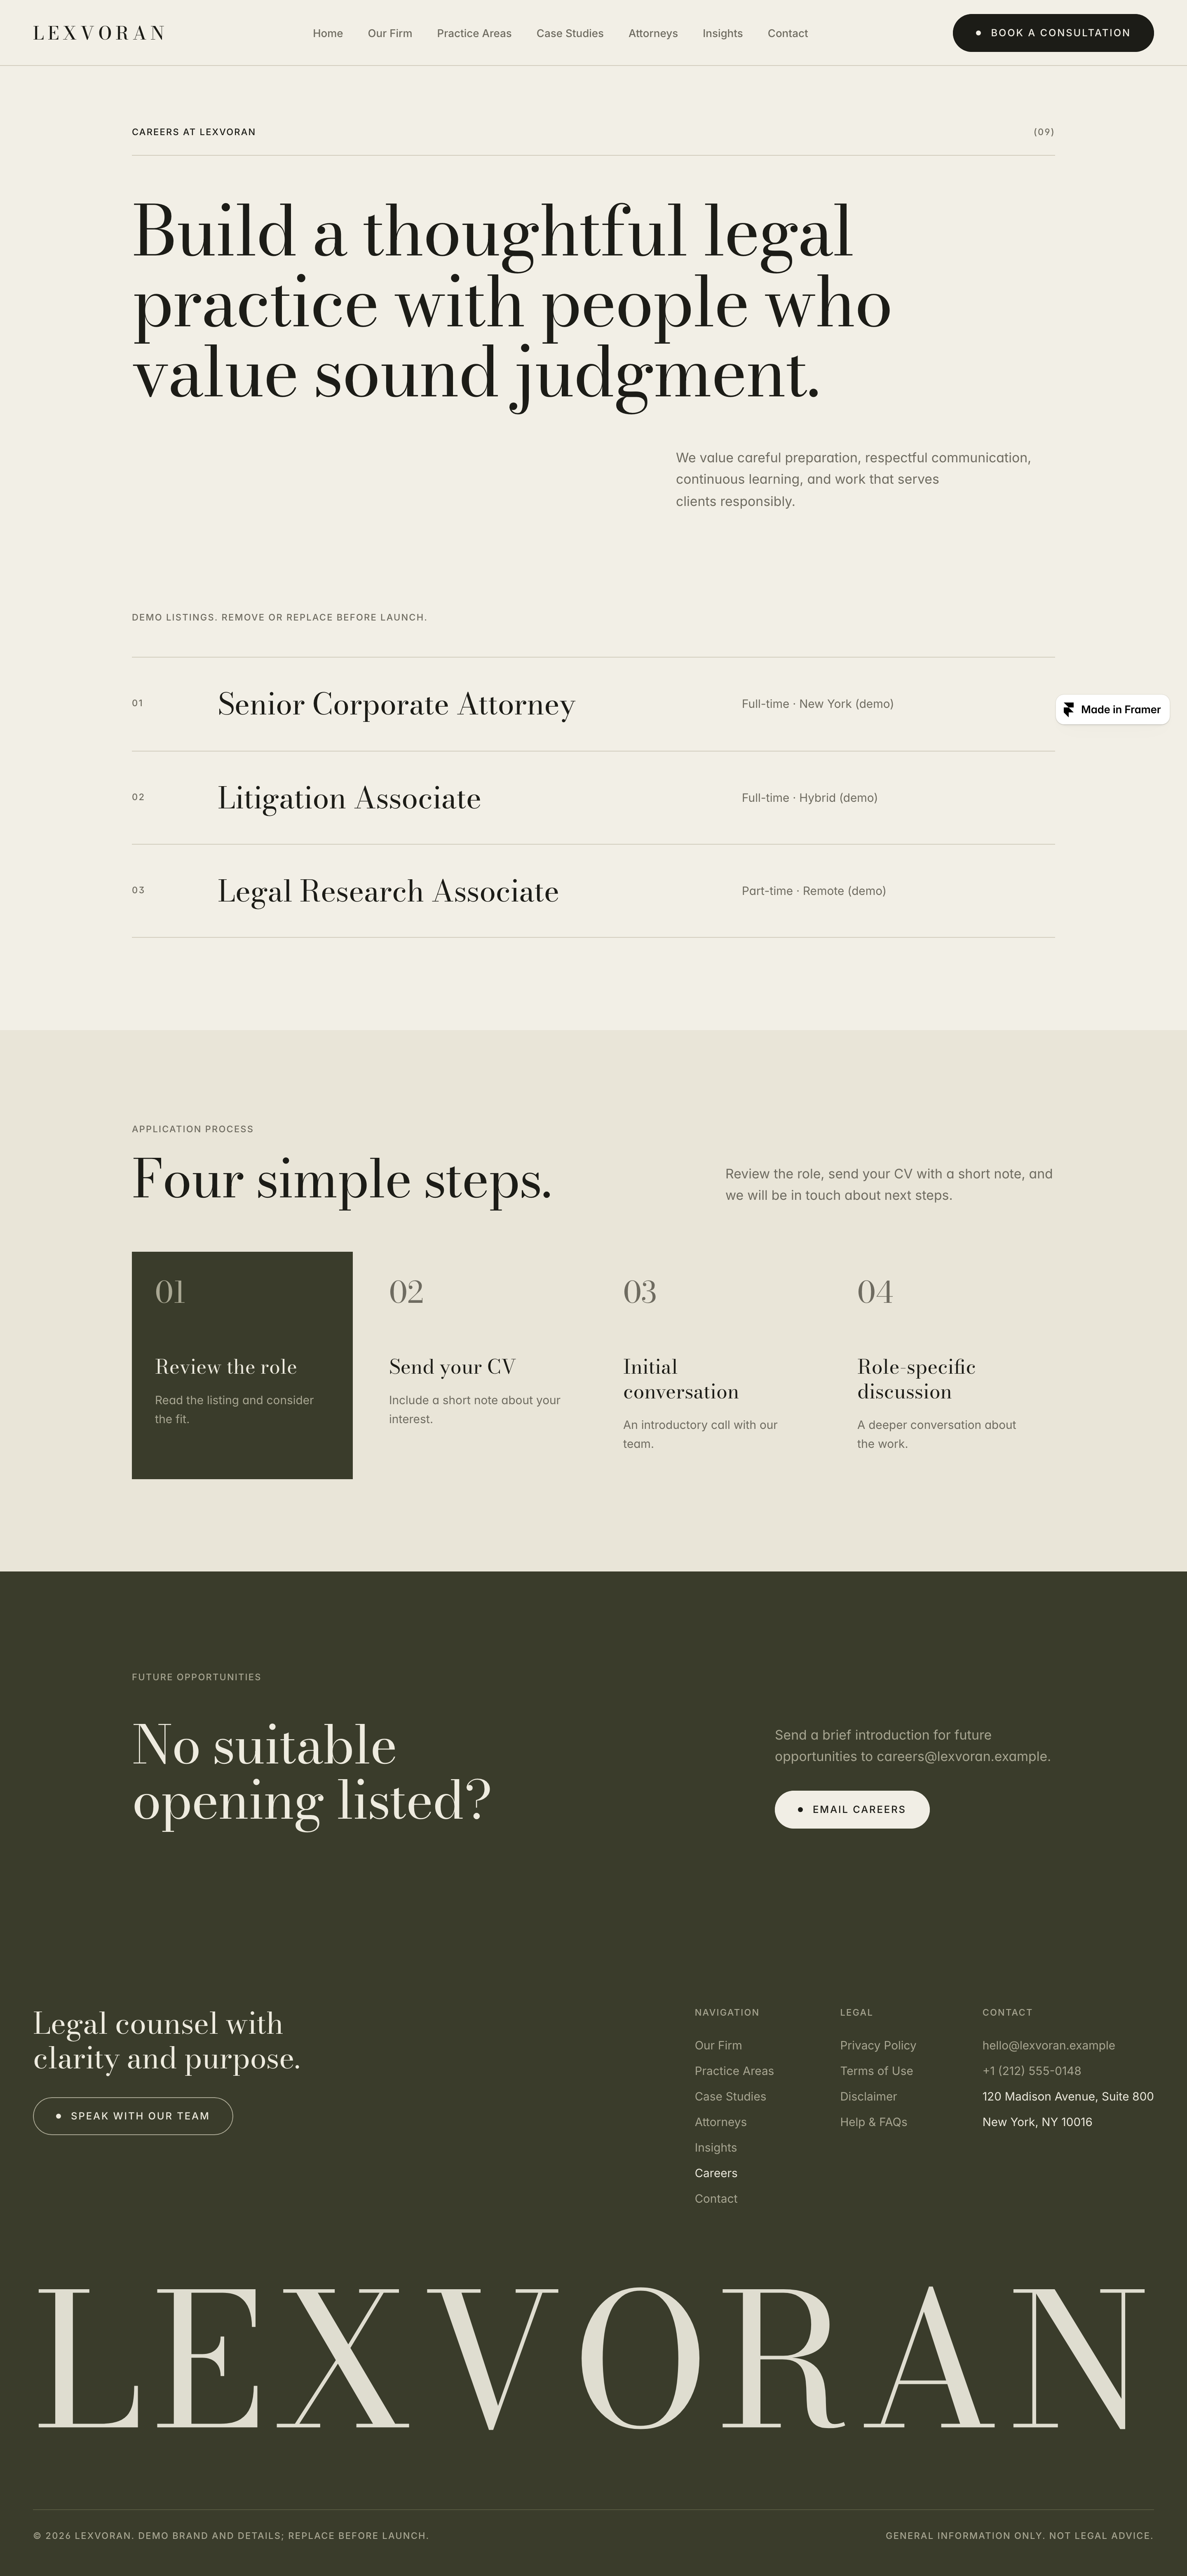 LEXVORAN
Home
Our Firm
Practice Areas
Case Studies
Attorneys
Insights
Contact
BOOK A CONSULTATION
CAREERS AT LEXVORAN
(09)
Build a thoughtful legal
practice with people who
value sound judgment.
We value careful preparation, respectful communication,
continuous learning, and work that serves
clients responsibly.
DEMO LISTINGS. REMOVE OR REPLACE BEFORE LAUNCH.
01
Senior Corporate Attorney
Full-time · New York (demo)
Made in Framer
02
Litigation Associate
Full-time · Hybrid (demo)
03
Legal Research Associate
Part-time · Remote (demo)
APPLICATION PROCESS
Four simple steps.
Review the role, send your CV with a short note, and
we will be in touch about next steps.
01
Review the role
Read the listing and consider
the fit.
02
Send your CV
Include a short note about your
interest.
03
Initial
conversation
An introductory call with our
team.
04
Role-specific
discussion
A deeper conversation about
the work.
FUTURE OPPORTUNITIES
No suitable
opening listed?
Send a brief introduction for future
opportunities to careers@lexvoran.example.
EMAIL CAREERS
Legal counsel with
clarity and purpose.
SPEAK WITH OUR TEAM
NAVIGATION
Our Firm
Practice Areas
Case Studies
Attorneys
Insights
Careers
Contact
LEGAL
Privacy Policy
Terms of Use
Disclaimer
Help & FAQs
CONTACT
hello@lexvoran.example
+1 (212) 555-0148
120 Madison Avenue, Suite 800
New York, NY 10016
LEXVORAN
© 2026 LEXVORAN. DEMO BRAND AND DETAILS; REPLACE BEFORE LAUNCH.
GENERAL INFORMATION ONLY. NOT LEGAL ADVICE.